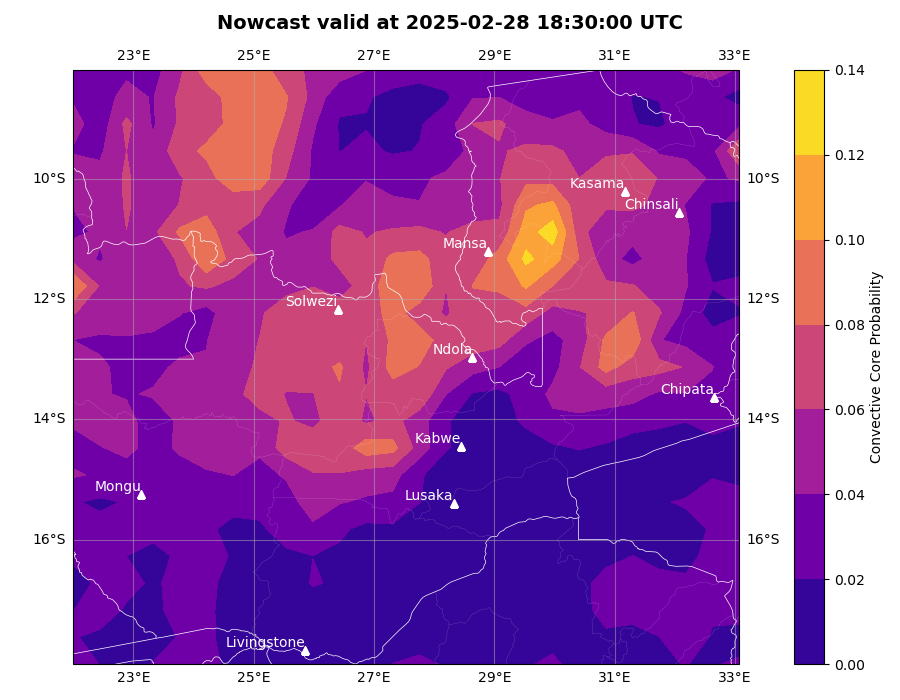 Nowcast valid at 2025-02-28 18:30:00 UTC
23°E 25°E 27°E 29°E 31°E 33°E
0.14
0.12
10°S 10°S
Kasama
Chinsali
0.10
Mansa
12°S 12°S
Solwezi
0.08
Ndola
Chipata
0.06
14°S 14°S
Kabwe
Mongu
Lusaka
0.04
16°S 16°S
0.02
Livingstone
0.00
Convective Core Probability
23°E 25°E 27°E 29°E 31°E 33°E